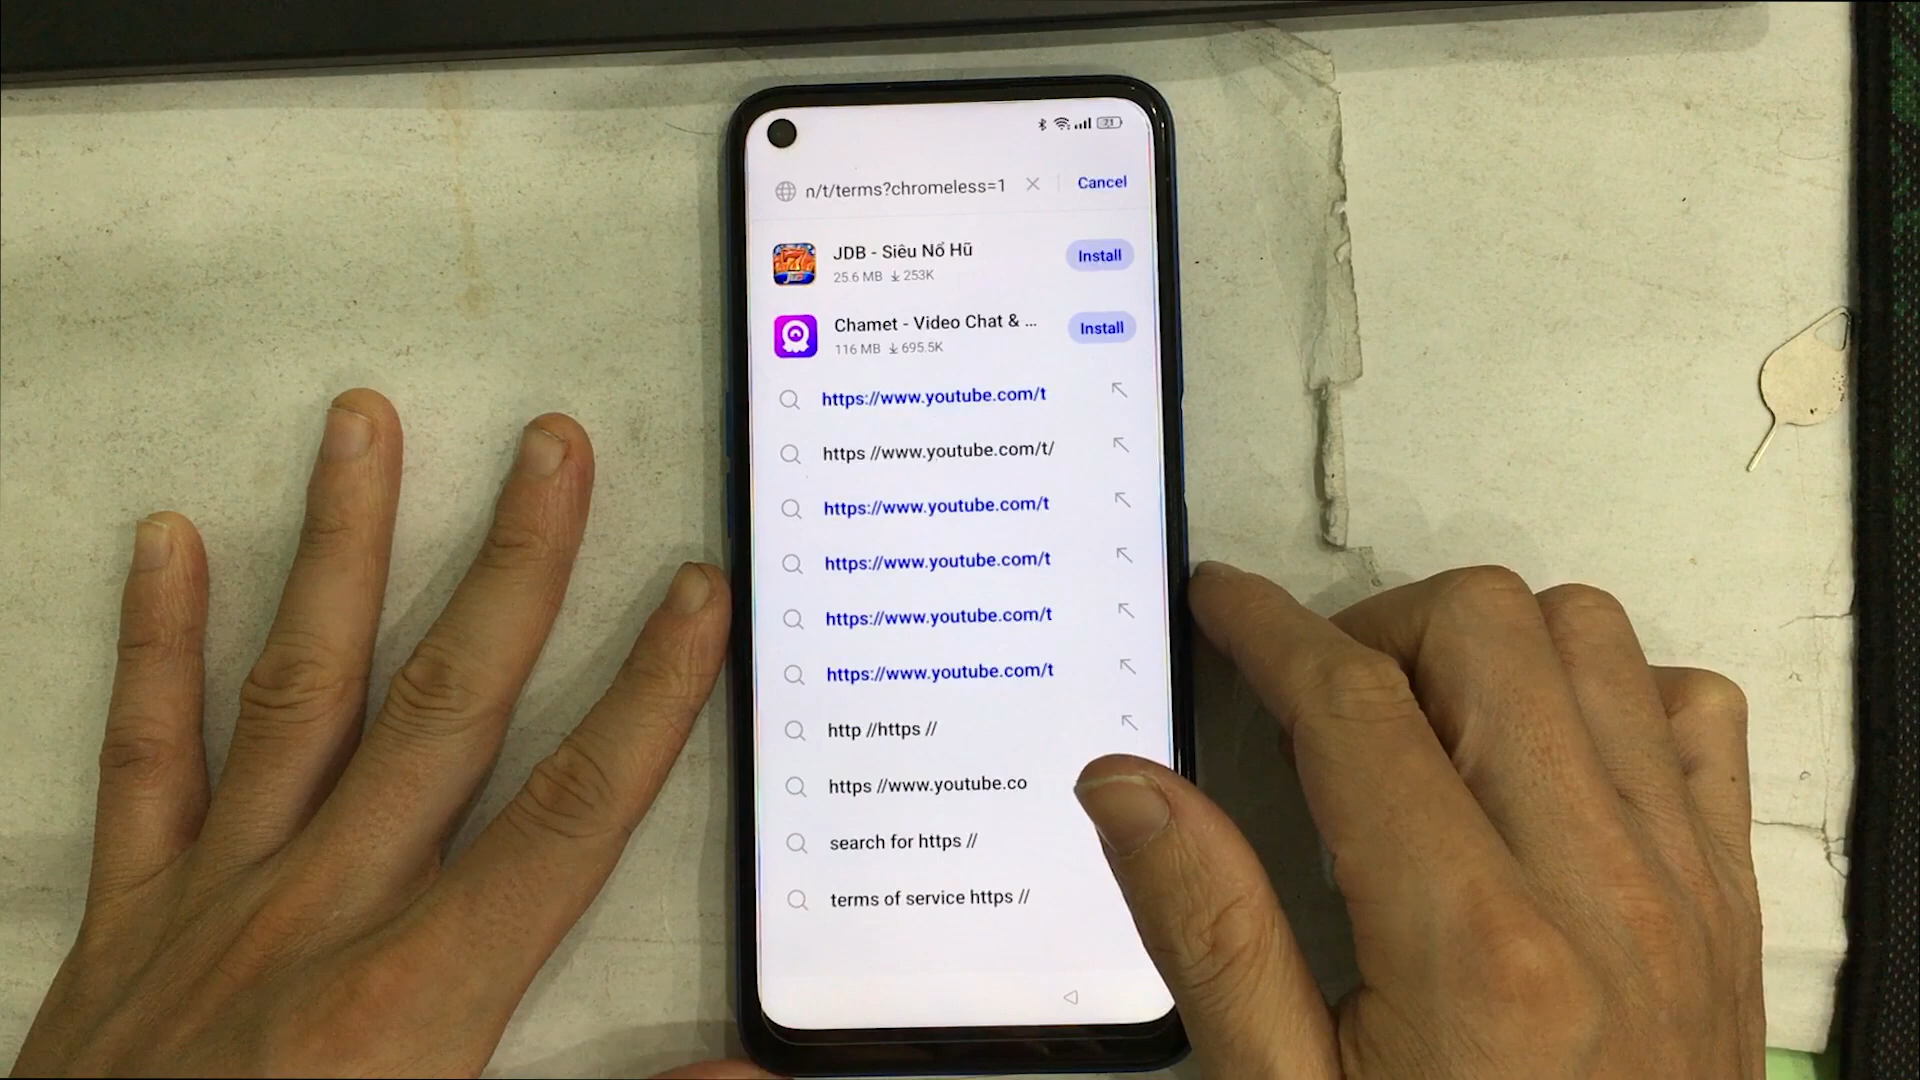 21
n/t/terms?chromeless=1
Cancel
JDB - Siêu Nổ Hũ
25.6 MB 253K
Install
777
JDB
Chamet - Video Chat & ...
116 MB 695.5K
Install
https://www.youtube.com/t
https //www.youtube.com/t/
https://www.youtube.com/t
https://www.youtube.com/t
https://www.youtube.com/t
https://www.youtube.com/t
http //https //
https //www.youtube.co
search for https //
terms of service https //